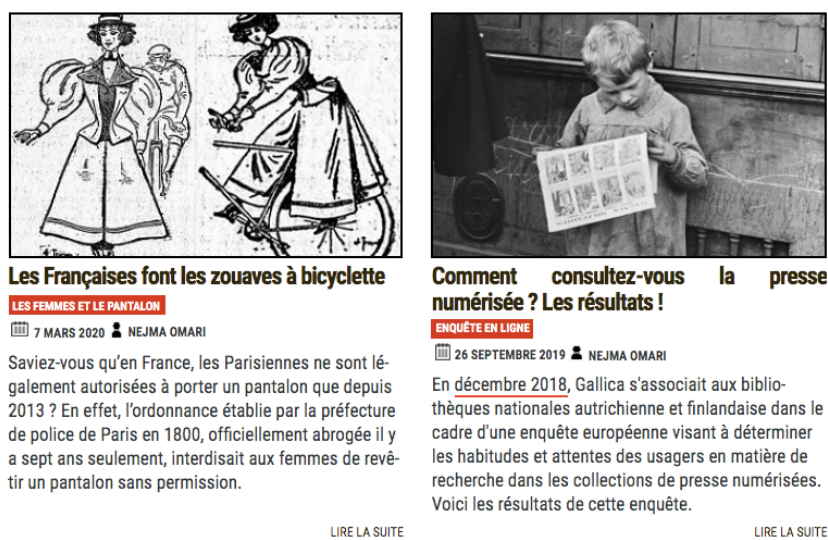 Les Françaises font les zouaves à bicyclette
LES FEMMES ET LE PANTALON
7 MARS 2020 NEJMA OMARI
Saviez-vous qu'en France, les Parisiennes ne sont lé-
galement autorisées à porter un pantalon que depuis
2013 ? En effet, l'ordonnance établie par la préfecture
de police de Paris en 1800, officiellement abrogée il y
a sept ans seulement, interdisait aux femmes de revê-
tir un pantalon sans permission.
LIRE LA SUITE
Comment consultez-vous la presse
numérisée ? Les résultats !
ENQUÊTE EN LIGNE
26 SEPTEMBRE 2019 NEJMA OMARI
En décembre 2018, Gallica s'associait aux biblio-
thèques nationales autrichienne et finlandaise dans le
cadre d'une enquête européenne visant à déterminer
les habitudes et attentes des usagers en matière de
recherche dans les collections de presse numérisées.
Voici les résultats de cette enquête.
LIRE LA SUITE